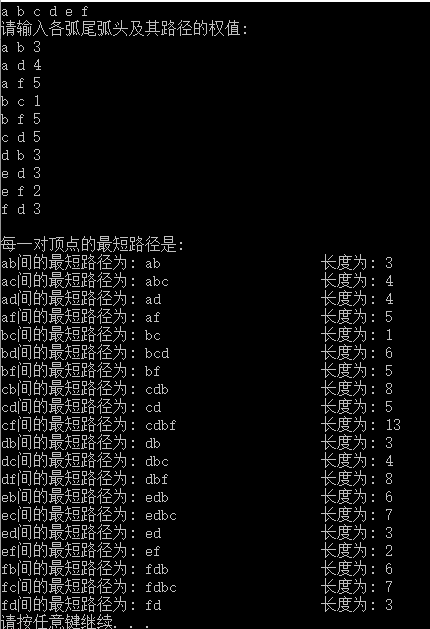 a b c d e f
请输入各弧尾弧头及其路径的权值:
a b 3
a d 4
a f 5
b c 1
b f 5
c d 5
d b 3
e d 3
e f 2
f d 3
每一对顶点的最短路径是:
ab间的最短路径为: ab 长度为: 3
ac间的最短路径为: abc 长度为: 4
ad间的最短路径为: ad 长度为: 4
af间的最短路径为: af 长度为: 5
bc间的最短路径为: bc 长度为: 1
bd间的最短路径为: bcd 长度为: 6
bf间的最短路径为: bf 长度为: 5
cb间的最短路径为: cdb 长度为: 8
cd间的最短路径为: cd 长度为: 5
cf间的最短路径为: cdbf 长度为: 13
db间的最短路径为: db 长度为: 3
dc间的最短路径为: dbc 长度为: 4
df间的最短路径为: dbf 长度为: 8
eb间的最短路径为: edb 长度为: 6
ec间的最短路径为: edbc 长度为: 7
ed间的最短路径为: ed 长度为: 3
ef间的最短路径为: ef 长度为: 2
fb间的最短路径为: fdb 长度为: 6
fc间的最短路径为: fdbc 长度为: 7
fd间的最短路径为: fd 长度为: 3
请按任意键继续. . .